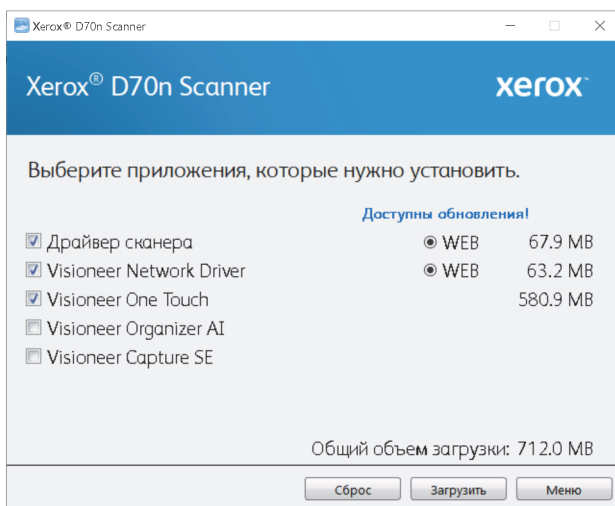 Xerox® D70n Scanner
Xerox® D70n Scanner
xerox™
Выберите приложения, которые нужно установить.
Доступны обновления!
Драйвер сканера WEB 67.9 MB
Visioneer Network Driver WEB 63.2 MB
Visioneer One Touch 580.9 MB
Visioneer Organizer AI
Visioneer Capture SE
Общий объем загрузки: 712.0 MB
Сброс Загрузить Меню